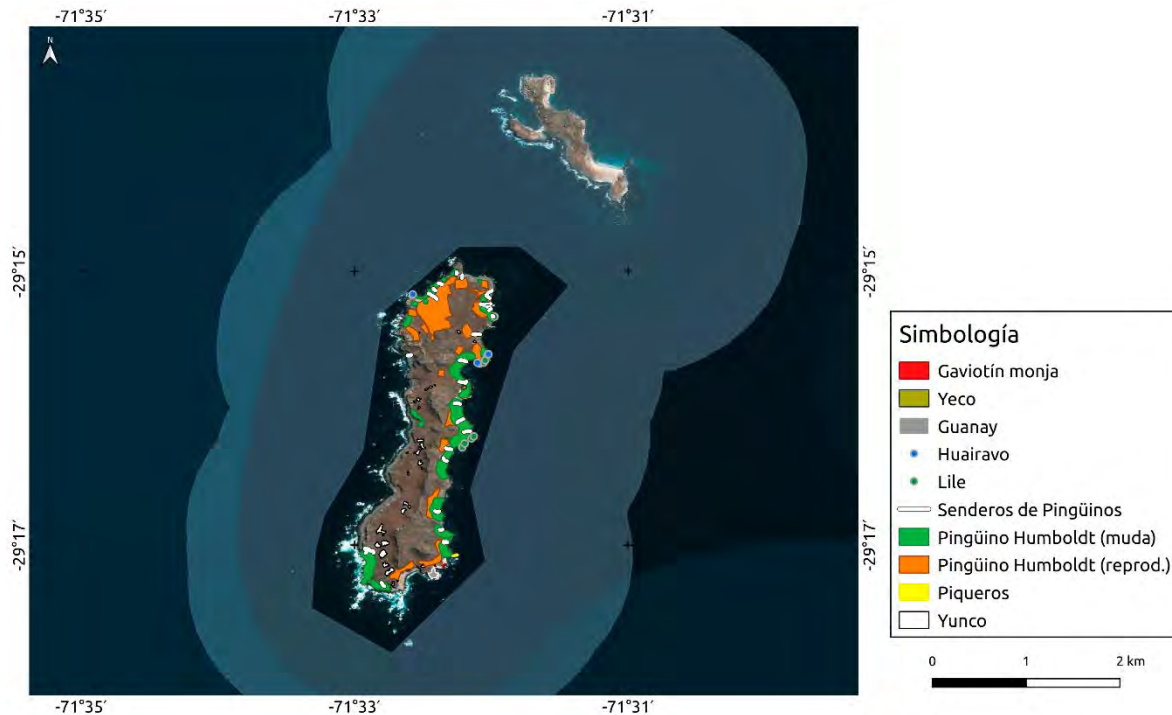 -71°35′ -71°33′ -71°31′
N
-29°15′ -29°15′
-29°17′ -29°17′
-71°35′ -71°33′ -71°31′
Simbología
Gaviotín monja
Yeco
Guanay
Huairavo
Lile
Senderos de Pingüinos
Pingüino Humboldt (muda)
Pingüino Humboldt (reprod.)
Piqueros
Yunco
0 1 2 km